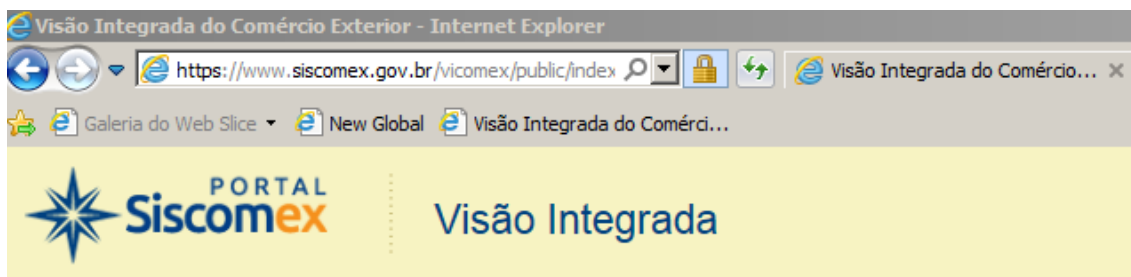 Visão Integrada do Comércio Exterior - Internet Explorer
https://www.siscomex.gov.br/vicomex/public/index Visão Integrada do Comércio...
Galeria do Web Slice New Global Visão Integrada do Comérci...
PORTAL
Siscomex Visão Integrada